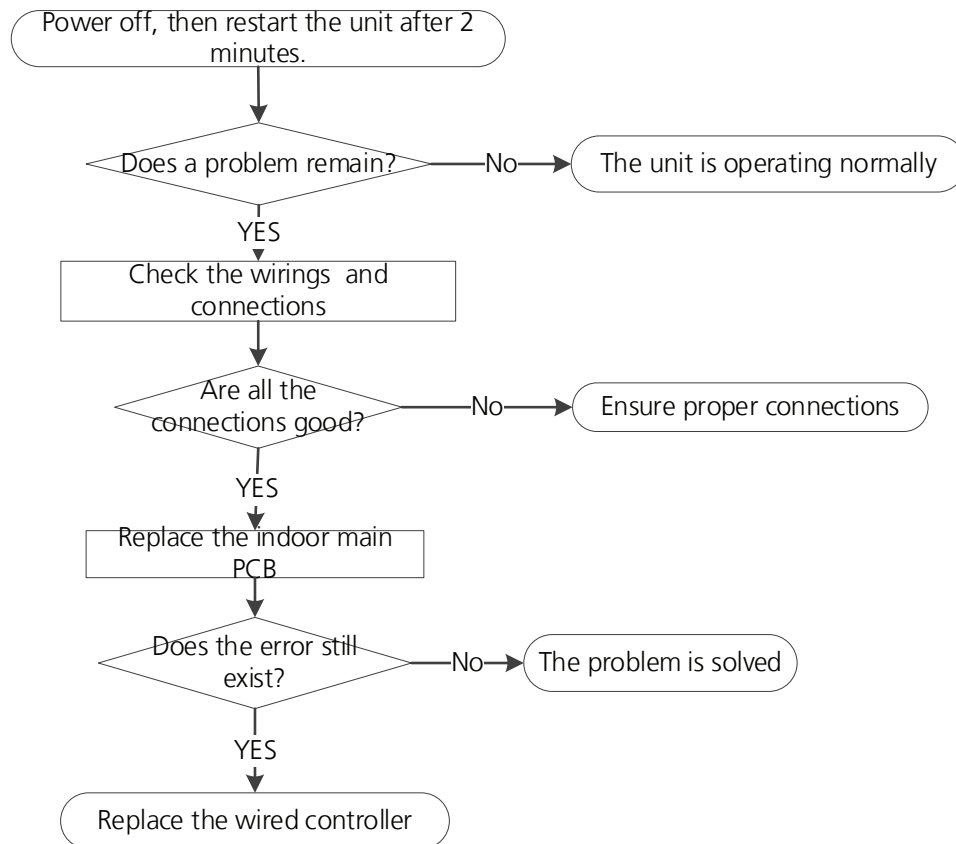 Power off, then restart the unit after 2
minutes.
Does a problem remain?
No
The unit is operating normally
YES
Check the wirings and
connections
Are all the
connections good?
No
Ensure proper connections
YES
Replace the indoor main
PCB
Does the error still
exist?
No
The problem is solved
YES
Replace the wired controller